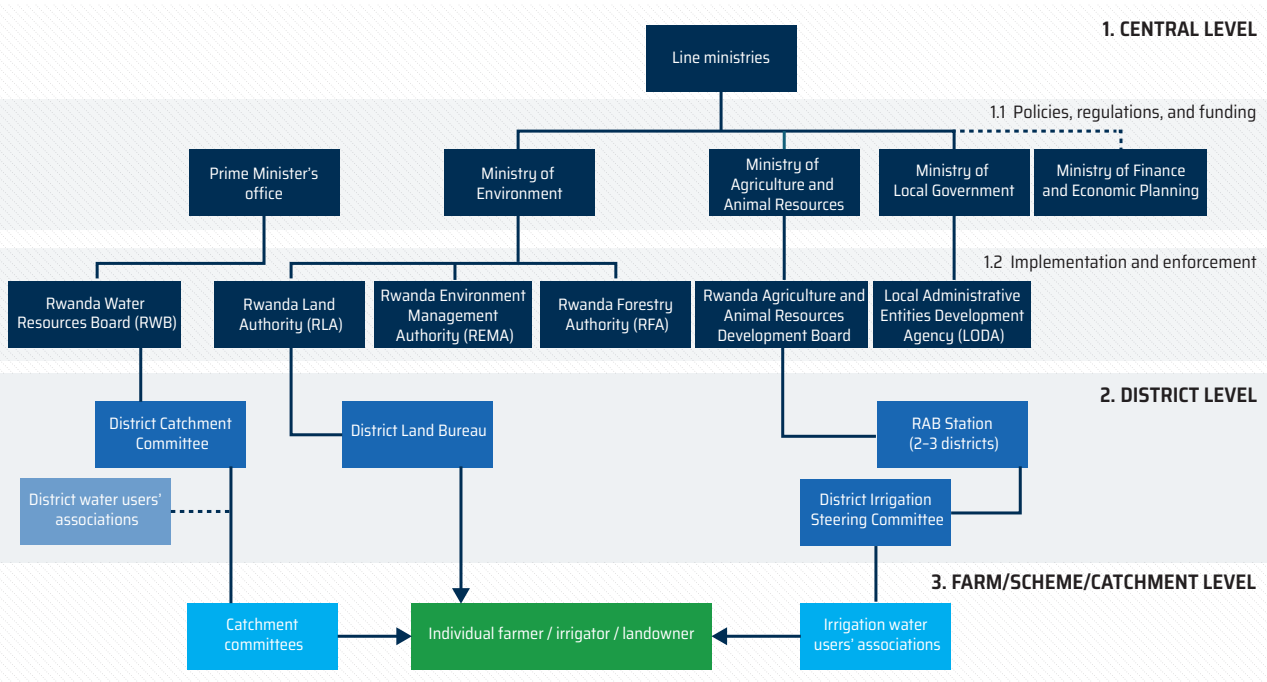 1. CENTRAL LEVEL
Line ministries
1.1 Policies, regulations, and funding
Prime Minister's
office
Ministry of
Environment
Ministry of
Agriculture and
Animal Resources
Ministry of
Local Government
Ministry of Finance
and Economic Planning
1.2 Implementation and enforcement
Rwanda Water
Resources Board (RWB)
Rwanda Land
Authority (RLA)
Rwanda Environment
Management
Authority (REMA)
Rwanda Forestry
Authority (RFA)
Rwanda Agriculture and
Animal Resources
Development Board
Local Administrative
Entities Development
Agency (LODA)
2. DISTRICT LEVEL
District Catchment
Committee
District Land Bureau
RAB Station
(2–3 districts)
District water users'
associations
District Irrigation
Steering Committee
3. FARM/SCHEME/CATCHMENT LEVEL
Catchment
committees
Individual farmer / irrigator / landowner
Irrigation water
users' associations